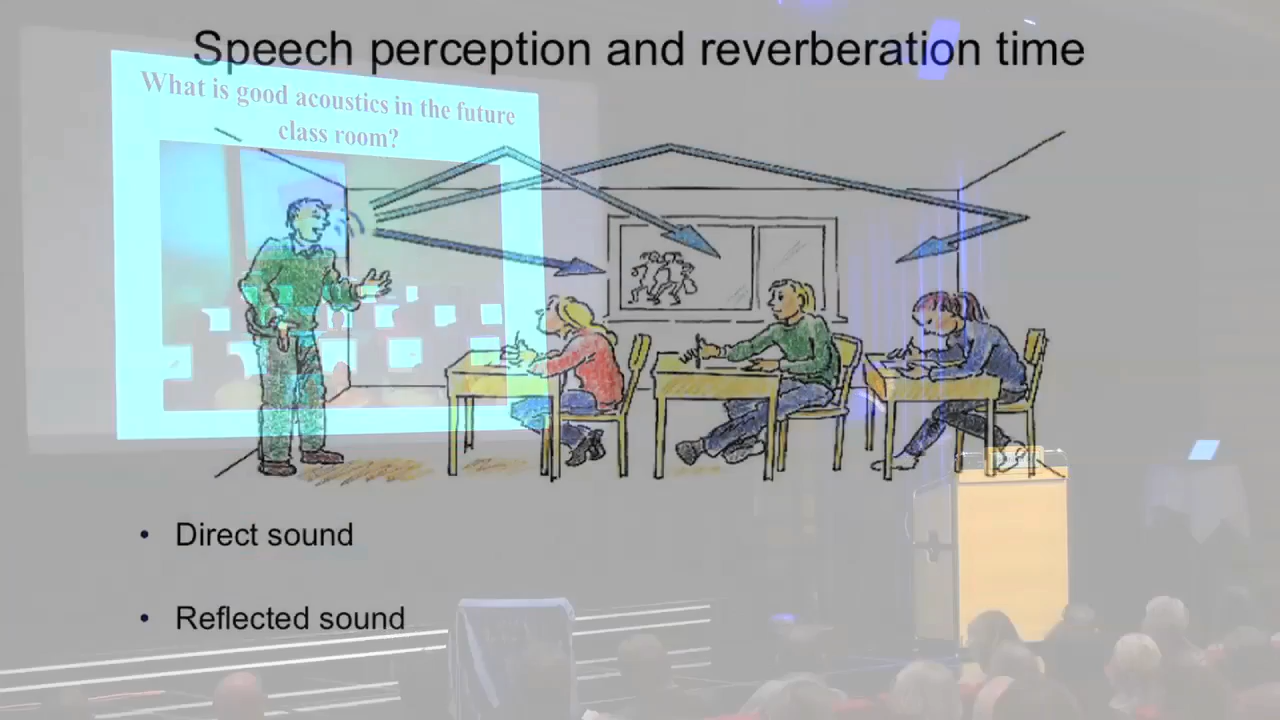 Speech perception and reverberation time
What is good acoustics in the future
class room?
• Direct sound
• Reflected sound